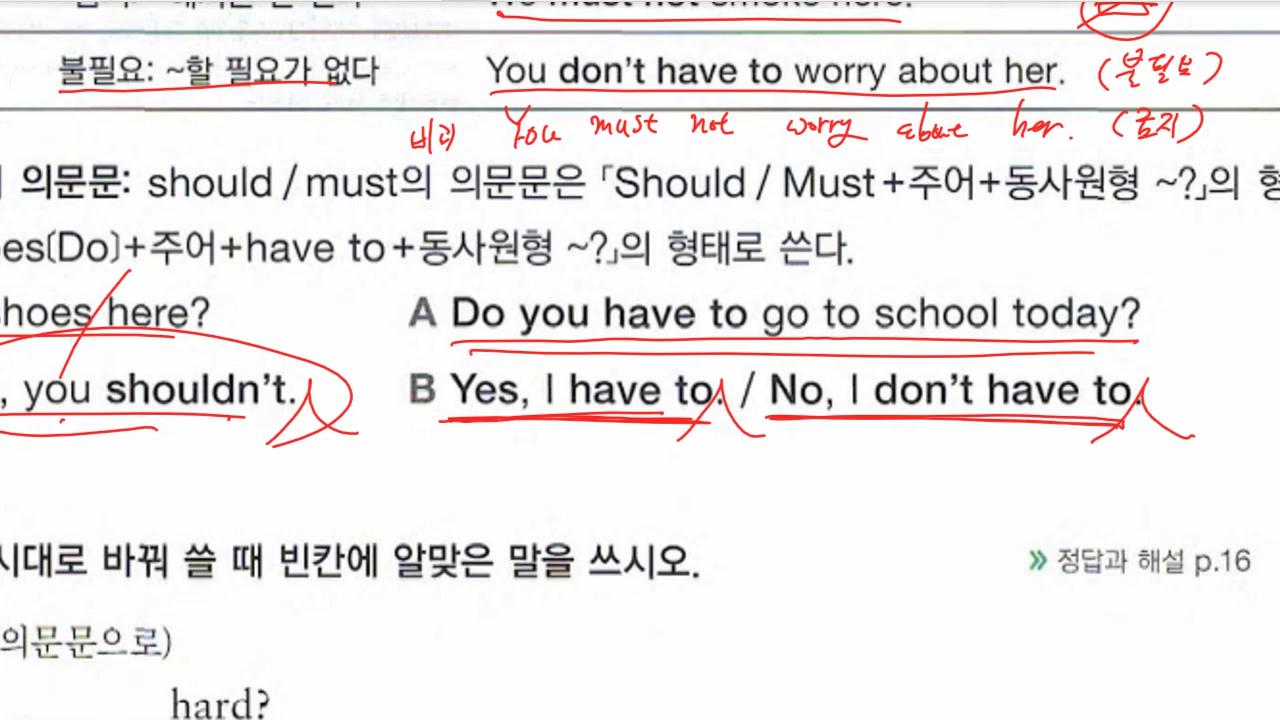 We must not smoke here.
불필요: ~할 필요가 없다 You don't have to worry about her. (불필요)
비교 You must not worry about her. (금지)
의문문: should / must의 의문문은 「Should / Must+주어+동사원형 ~?」의 형
es(Do)+주어+have to+동사원형 ~?」의 형태로 쓴다.
hoes here? A Do you have to go to school today?
, you shouldn't. B Yes, I have to. / No, I don't have to.
시대로 바꿔 쓸 때 빈칸에 알맞은 말을 쓰시오. » 정답과 해설 p.16
의문문으로)
hard?